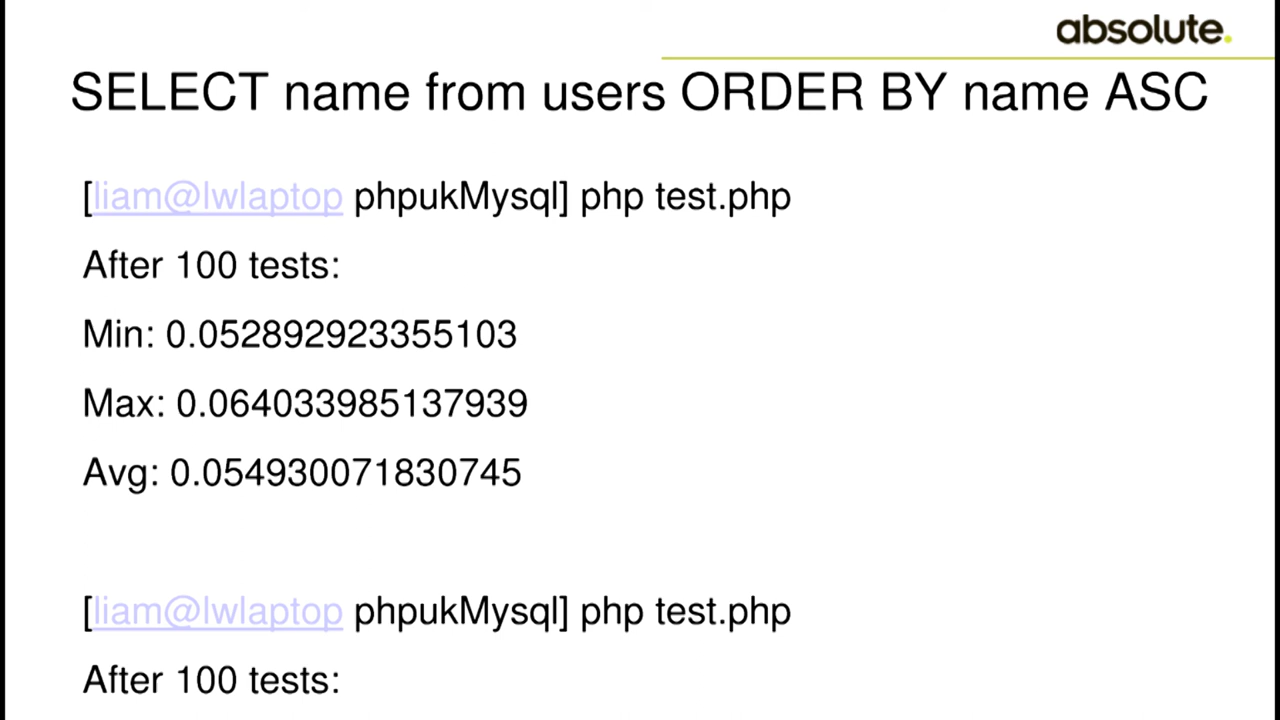 absolute.
SELECT name from users ORDER BY name ASC
[liam@lwlaptop phpukMysql] php test.php
After 100 tests:
Min: 0.052892923355103
Max: 0.064033985137939
Avg: 0.054930071830745
[liam@lwlaptop phpukMysql] php test.php
After 100 tests: